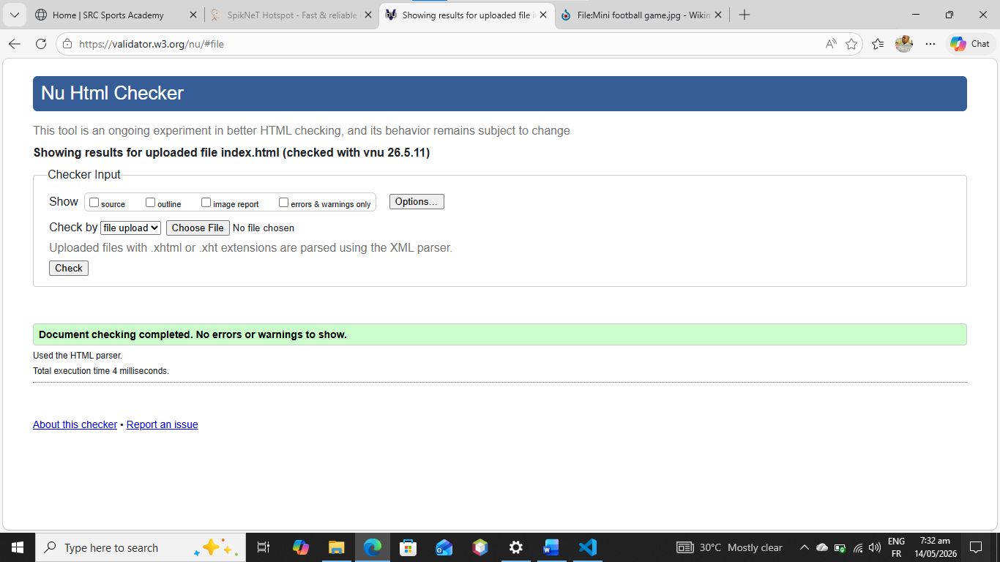 Home | SRC Sports Academy
SpikNeT Hotspot - Fast & reliable
Showing results for uploaded file i
File:Mini football game.jpg - Wikin
https://validator.w3.org/nu/#file
Chat
Nu Html Checker
This tool is an ongoing experiment in better HTML checking, and its behavior remains subject to change
Showing results for uploaded file index.html (checked with vnu 26.5.11)
Checker Input
Show source outline image report errors & warnings only Options...
Check by file upload Choose File No file chosen
Uploaded files with .xhtml or .xht extensions are parsed using the XML parser.
Check
Document checking completed. No errors or warnings to show.
Used the HTML parser.
Total execution time 4 milliseconds.
About this checker • Report an issue
Type here to search
30°C Mostly clear
ENG
FR
7:32 am
14/05/2026